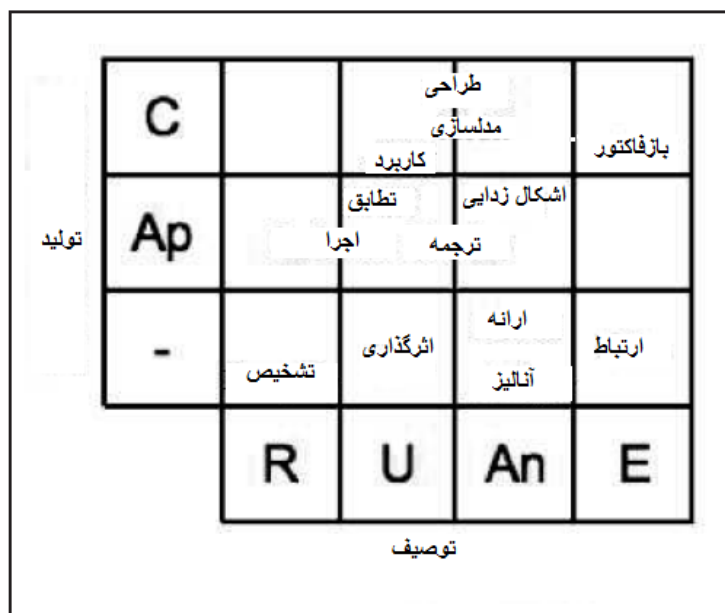 طراحی
C
مدلسازی
بازفاکتور
کاربرد
تطابق
اشکال زدایی
تولید
Ap
اجرا
ترجمه
ارائه
-
اثرگذاری
ارتباط
تشخیص
آنالیز
R U An E
توصیف